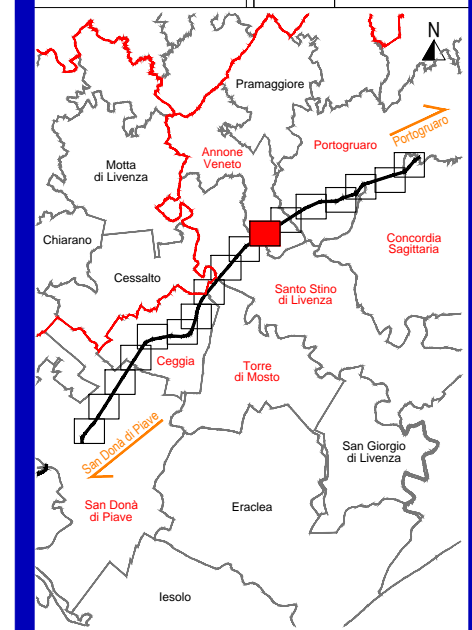 N
Pramaggiore
Portogruaro
Portogruaro
Annone
Veneto
Motta
di Livenza
Chiarano
Concordia
Sagittaria
Cessalto
Santo Stino
di Livenza
Ceggia
Torre
di Mosto
San Donà di Piave
San Giorgio
di Livenza
San Donà
di Piave
Eraclea
Iesolo